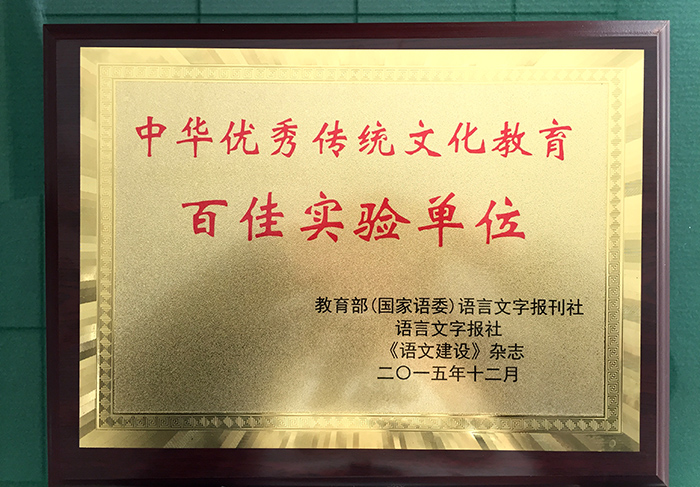 中华优秀传统文化教育
百佳实验单位
教育部(国家语委)语言文字报刊社
语言文字报社
《语文建设》杂志
二〇一五年十二月